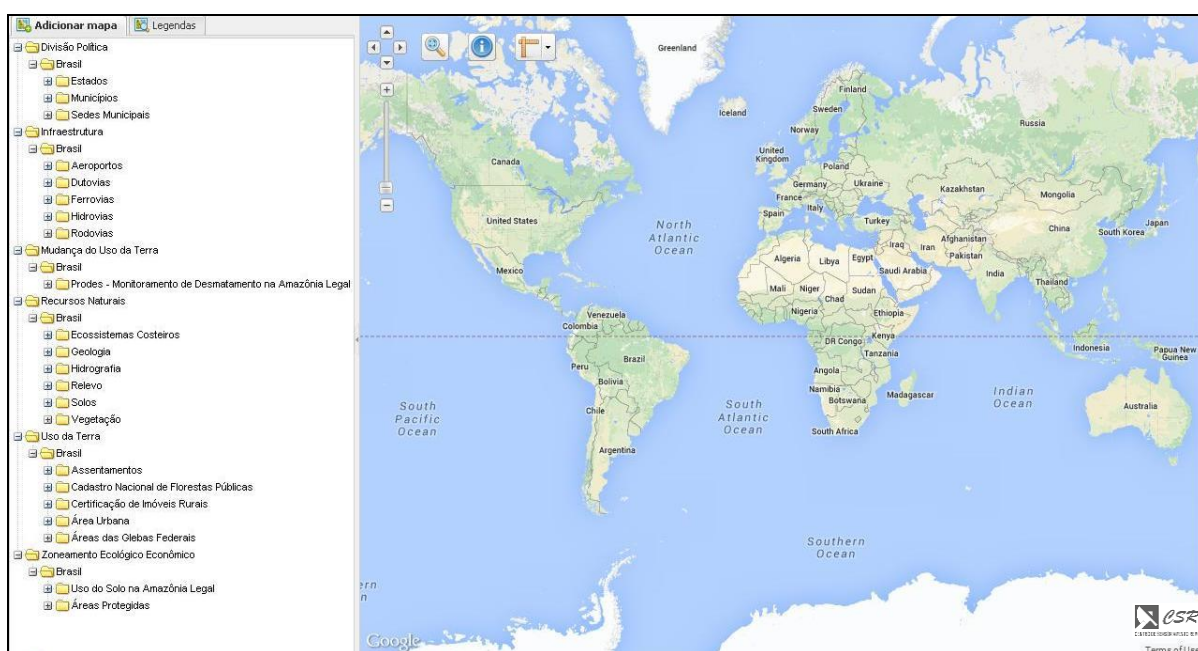 Adicionar mapa
Legendas
Divisão Política
Brasil
Estados
Municípios
Sedes Municipais
Infraestrutura
Brasil
Aeroportos
Dutovias
Ferrovias
Hidrovias
Rodovias
Mudança do Uso da Terra
Brasil
Prodes - Monitoramento de Desmatamento na Amazônia Legal
Recursos Naturais
Brasil
Ecossistemas Costeiros
Geologia
Hidrografia
Relevo
Solos
Vegetação
Uso da Terra
Brasil
Assentamentos
Cadastro Nacional de Florestas Públicas
Certificação de Imóveis Rurais
Área Urbana
Áreas das Glebas Federais
Zoneamento Ecológico Econômico
Brasil
Uso do Solo na Amazônia Legal
Áreas Protegidas
Greenland
Iceland
Finland
Sweden
Norway
Russia
United
Kingdom
Poland
Germany
Ukraine
France
Italy
Spain
Turkey
Kazakhstan
Mongolia
China
South Korea
Japan
Afghanistan
Pakistan
Iraq
Iran
Canada
United States
North
Atlantic
Ocean
Mexico
Algeria
Libya
Egypt
Saudi Arabia
India
Thailand
Mali
Niger
Chad
Sudan
Nigeria
Ethiopia
Venezuela
Colombia
DR Congo
Kenya
Tanzania
Indonesia
Papua New
Guinea
Brazil
Peru
Bolivia
Angola
Namibia
Botswana
Madagascar
Indian
Ocean
Australia
South
Pacific
Ocean
Chile
South
Atlantic
Ocean
South Africa
Argentina
Southern
Ocean
Google
CSR
Terms of Use